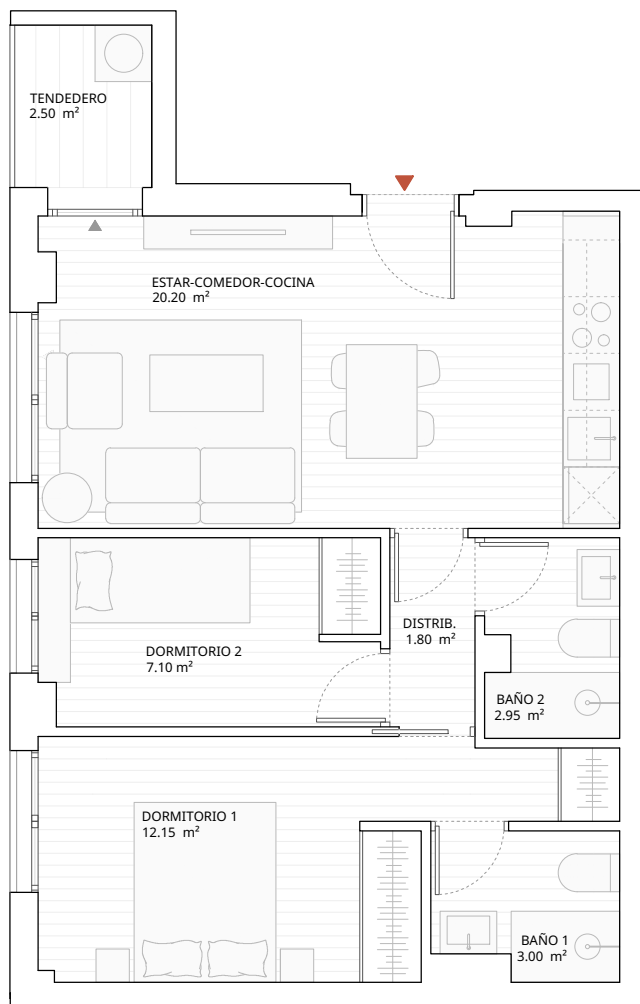 TENDEDERO
2.50 m²
ESTAR-COMEDOR-COCINA
20.20 m²
DISTRIB.
1.80 m²
DORMITORIO 2
7.10 m²
BAÑO 2
2.95 m²
DORMITORIO 1
12.15 m²
BAÑO 1
3.00 m²